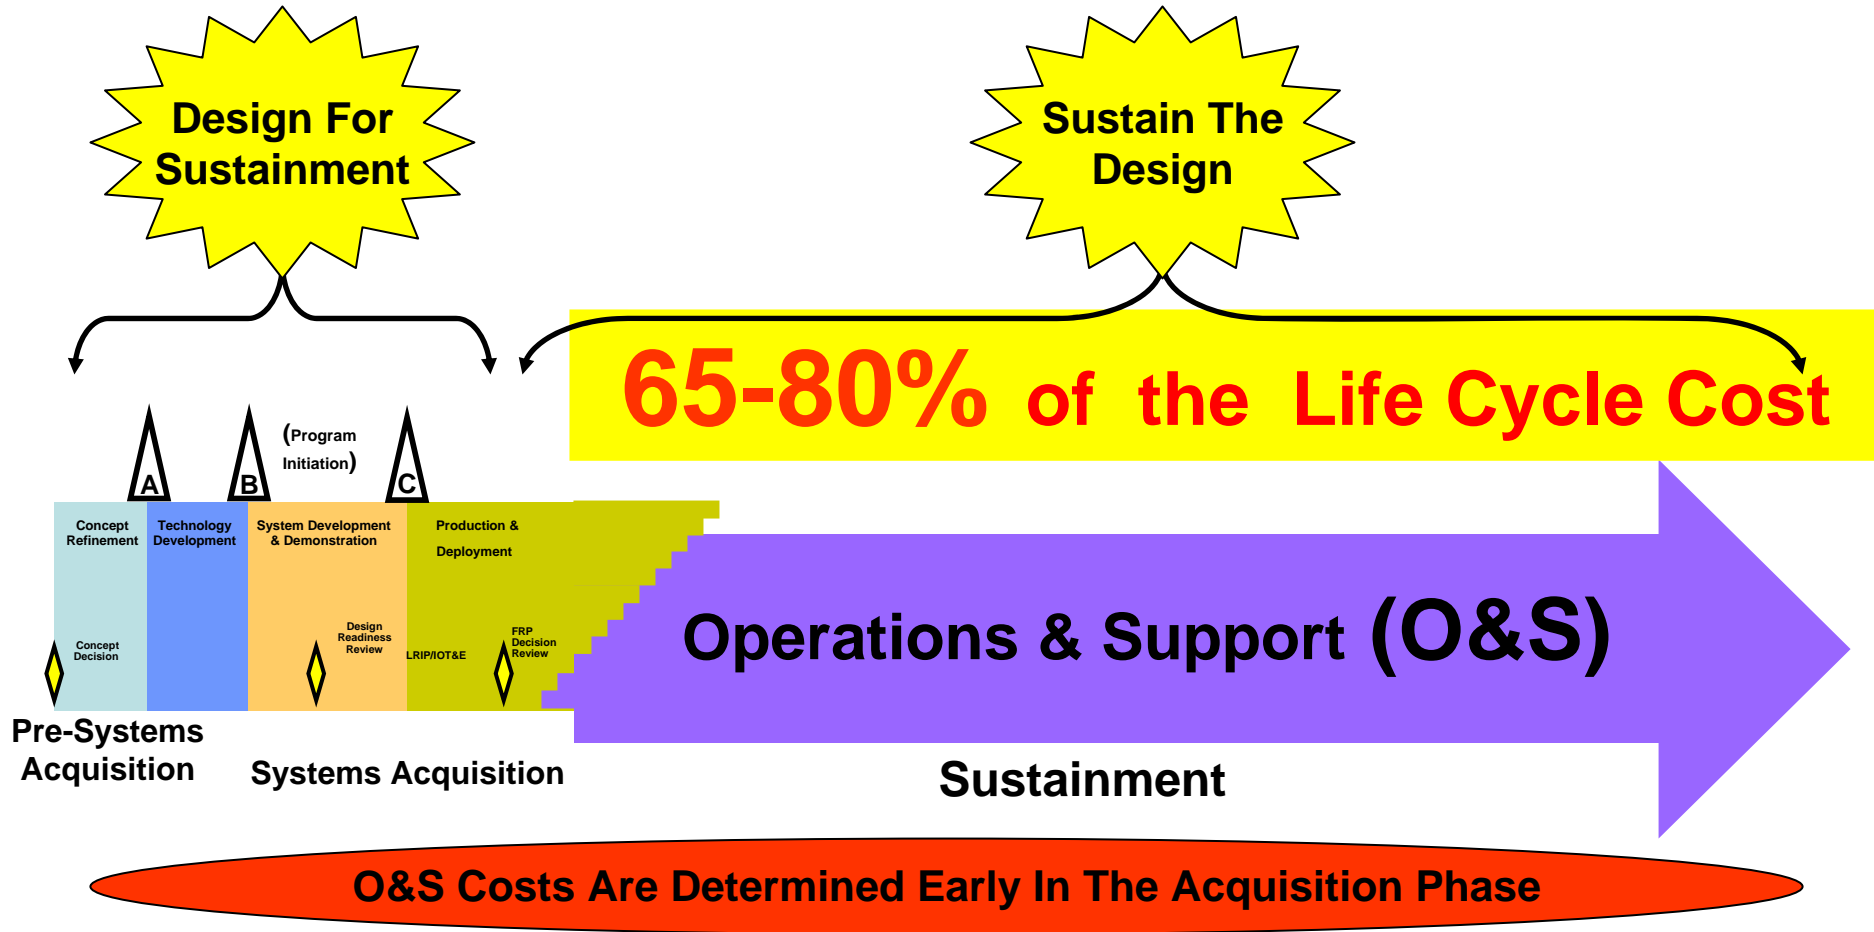 Design For
Sustainment
Sustain The
Design
65-80% of the Life Cycle Cost
(Program
Initiation)
A
B
C
Concept
Refinement
Technology
Development
System Development
& Demonstration
Production &
Deployment
Concept
Decision
Design
Readiness
Review
LRIP/IOT&E
FRP
Decision
Review
Operations & Support (O&S)
Pre-Systems
Acquisition
Systems Acquisition
Sustainment
O&S Costs Are Determined Early In The Acquisition Phase